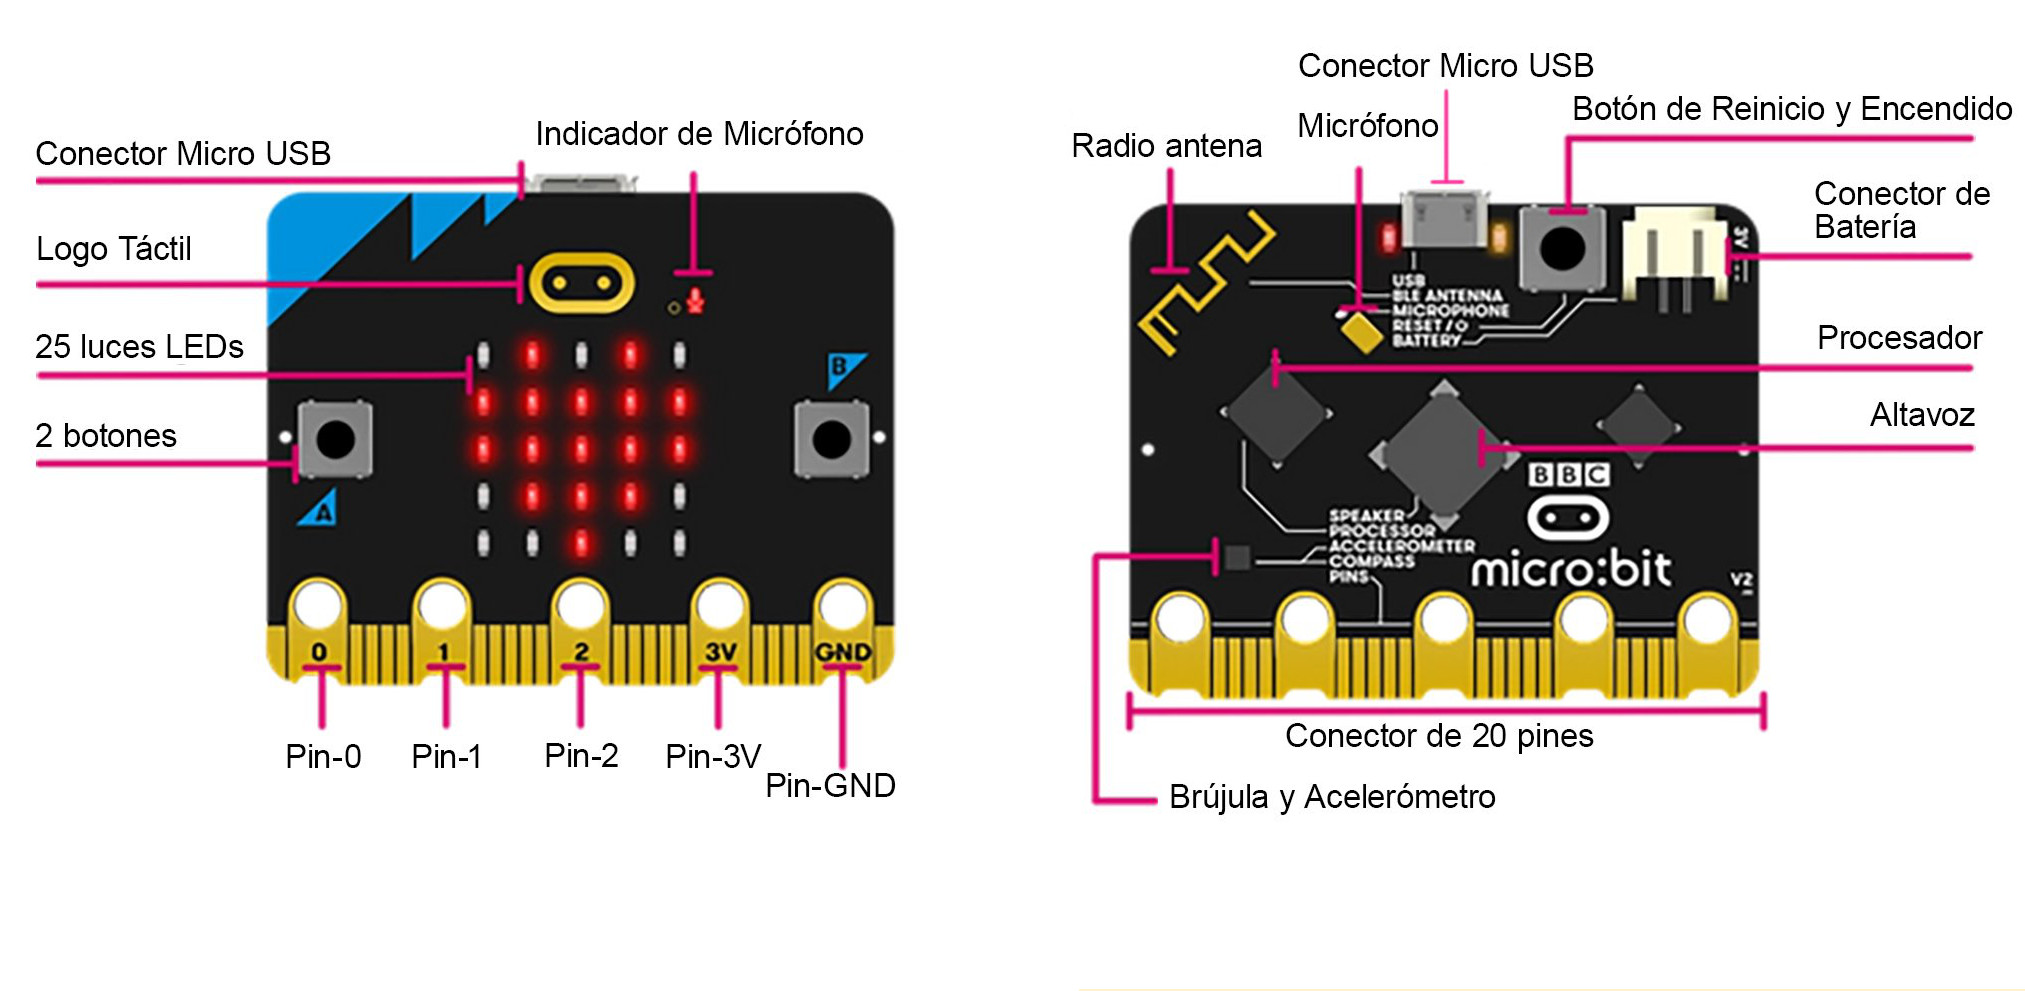 Conector Micro USB
Indicador de Micrófono
Logo Táctil
25 luces LEDs
2 botones
B
A
0
1
2
3V
GND
Pin-0
Pin-1
Pin-2
Pin-3V
Pin-GND
Conector Micro USB
Botón de Reinicio y Encendido
Micrófono
Radio antena
Conector de
Batería
3V
USB
BLE ANTENNA
MICROPHONE
RESET/
BATTERY
Procesador
Altavoz
BBC
SPEAKER
PROCESSOR
ACCELEROMETER
COMPASS
PINS
micro:bit
V2
Conector de 20 pines
Brújula y Acelerómetro